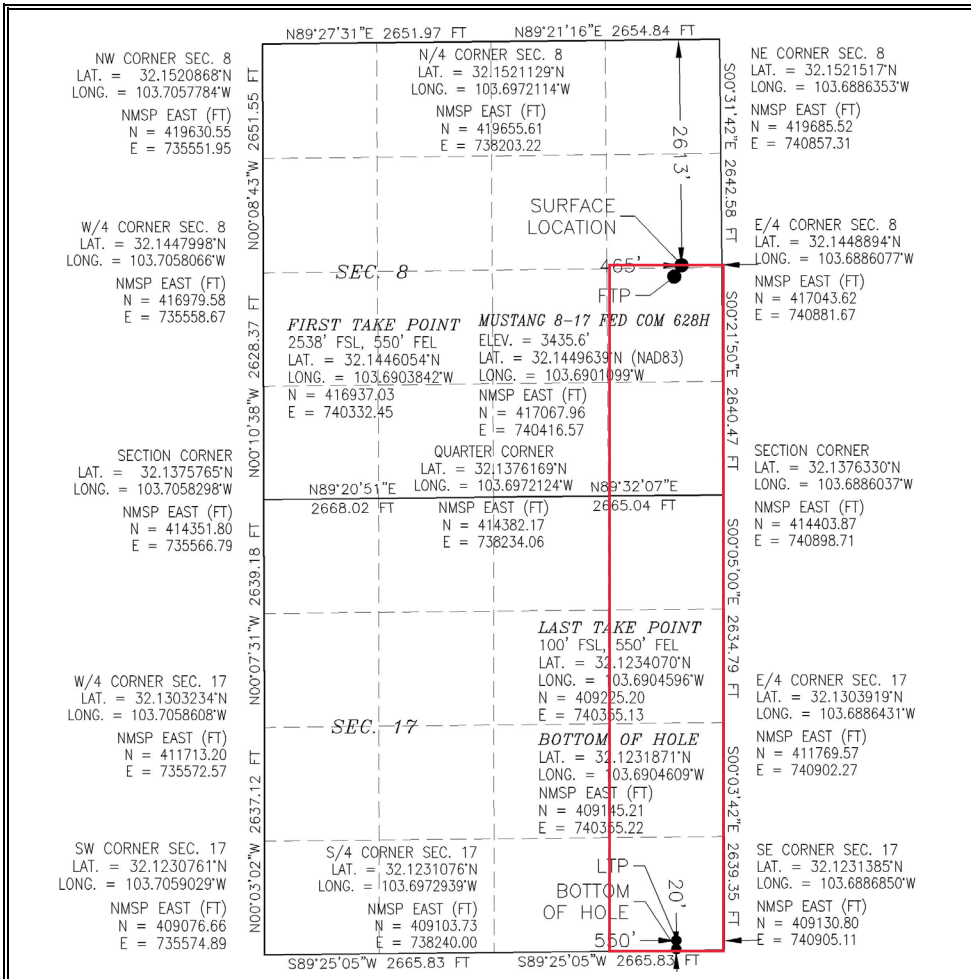 N89°27'31"E 2651.97 FT
N89°21'16"E 2654.84 FT
NW CORNER SEC. 8
LAT. = 32.1520868°N
LONG. = 103.7057784°W
NMSP EAST (FT)
N = 419630.55
E = 735551.95
N/4 CORNER SEC. 8
LAT. = 32.1521129°N
LONG. = 103.6972114°W
NMSP EAST (FT)
N = 419655.61
E = 738203.22
NE CORNER SEC. 8
LAT. = 32.1521517°N
LONG. = 103.6886353°W
NMSP EAST (FT)
N = 419685.52
E = 740857.31
N00°08'43"W 2651.55 FT
S00°31'42"E 2642.58 FT
2613'
SURFACE
LOCATION
465'
FTP
W/4 CORNER SEC. 8
LAT. = 32.1447998°N
LONG. = 103.7058066°W
NMSP EAST (FT)
N = 416979.58
E = 735558.67
SEC. 8
E/4 CORNER SEC. 8
LAT. = 32.1448894°N
LONG. = 103.6886077°W
NMSP EAST (FT)
N = 417043.62
E = 740881.67
FIRST TAKE POINT
2538' FSL, 550' FEL
LAT. = 32.1446054°N
LONG. = 103.6903842°W
N = 416937.03
E = 740332.45
MUSTANG 8-17 FED COM 628H
ELEV. = 3435.6'
LAT. = 32.1449639°N (NAD83)
LONG. = 103.6901099°W
NMSP EAST (FT)
N = 417067.96
E = 740416.57
N00°10'38"W 2628.37 FT
S00°21'50"E 2640.47 FT
SECTION CORNER
LAT. = 32.1375765°N
LONG. = 103.7058298°W
NMSP EAST (FT)
N = 414351.80
E = 735566.79
QUARTER CORNER
LAT. = 32.1376169°N
LONG. = 103.6972124°W
N89°20'51"E
2668.02 FT
N89°32'07"E
2665.04 FT
NMSP EAST (FT)
N = 414382.17
E = 738234.06
SECTION CORNER
LAT. = 32.1376330°N
LONG. = 103.6886037°W
NMSP EAST (FT)
N = 414403.87
E = 740898.71
N00°07'31"W 2639.18 FT
S00°05'00"E 2634.79 FT
LAST TAKE POINT
100' FSL, 550' FEL
LAT. = 32.1234070°N
LONG. = 103.6904596°W
N = 409225.20
E = 740355.13
W/4 CORNER SEC. 17
LAT. = 32.1303234°N
LONG. = 103.7058608°W
NMSP EAST (FT)
N = 411713.20
E = 735572.57
SEC. 17
E/4 CORNER SEC. 17
LAT. = 32.1303919°N
LONG. = 103.6886431°W
NMSP EAST (FT)
N = 411769.57
E = 740902.27
BOTTOM OF HOLE
LAT. = 32.1231871°N
LONG. = 103.6904609°W
NMSP EAST (FT)
N = 409145.21
E = 740355.22
N00°03'02"W 2637.12 FT
S00°03'42"E 2639.35 FT
SW CORNER SEC. 17
LAT. = 32.1230761°N
LONG. = 103.7059029°W
NMSP EAST (FT)
N = 409076.66
E = 735574.89
S/4 CORNER SEC. 17
LAT. = 32.1231076°N
LONG. = 103.6972939°W
NMSP EAST (FT)
N = 409103.73
E = 738240.00
LTP
BOTTOM
OF HOLE
20'
550'
SE CORNER SEC. 17
LAT. = 32.1231385°N
LONG. = 103.6886850°W
NMSP EAST (FT)
N = 409130.80
E = 740905.11
S89°25'05"W 2665.83 FT
S89°25'05"W 2665.83 FT